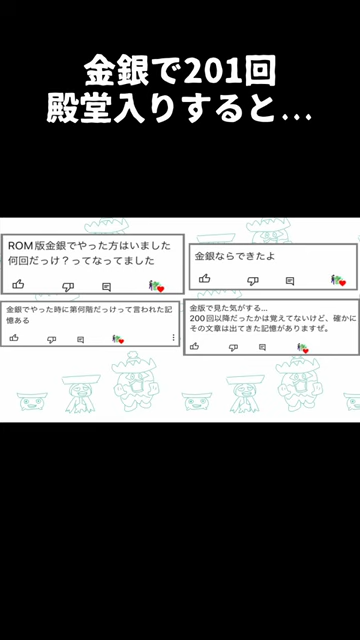 金銀で201回
殿堂入りすると…
ROM版金銀でやった方はいました
何回だっけ？ってなってました
金銀ならできたよ
金銀でやった時に第何階だっけって言われた記
憶ある
金版で見た気がする…
200回以降だったかは覚えてないけど、確かに
その文章は出てきた記憶がありますぜ。